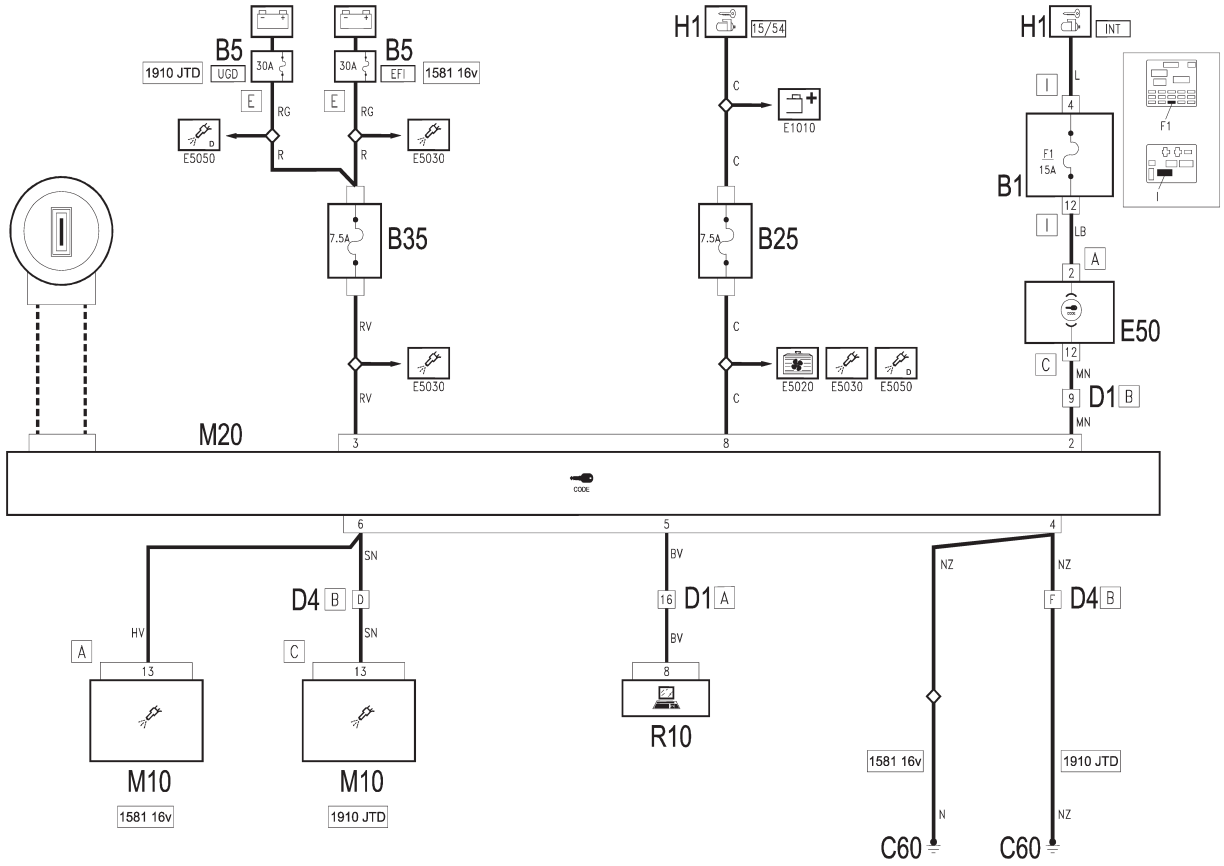 H1
15/54
H1
INT
B5
30A
30A
B5
1910 JTD
UGD
EFI
1581 16v
E
RG
E
RG
C
E1010
I
L
4
F1
I
F1
15A
B1
D
E5050
R
R
E5030
C
12
I
LB
7.5A
B35
7.5A
B25
A
2
CODE
E50
RV
C
12
C
MN
E5030
E5020
E5030
D
E5050
9
D1
B
RV
C
MN
M20
3
8
2
CODE
6
5
4
SN
BV
NZ
NZ
D4
B
D
16
D1
A
F
D4
B
HV
SN
BV
A
13
C
13
8
R10
1581 16v
1910 JTD
M10
M10
1581 16v
1910 JTD
N
NZ
C60
C60